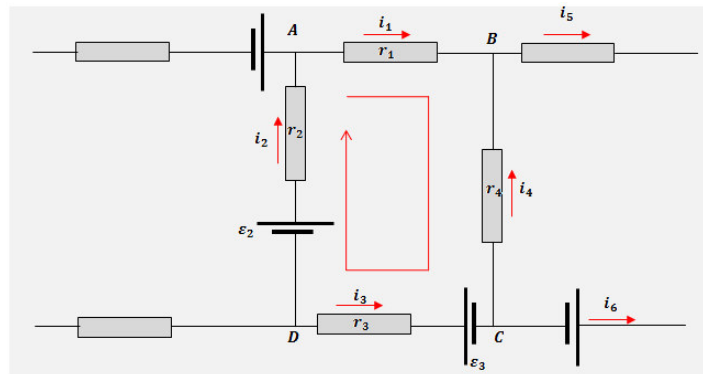 i₁
i₅
A
B
r₁
r₂
i₂
r₄
i₄
ε₂
i₃
i₆
D
r₃
C
ε₃